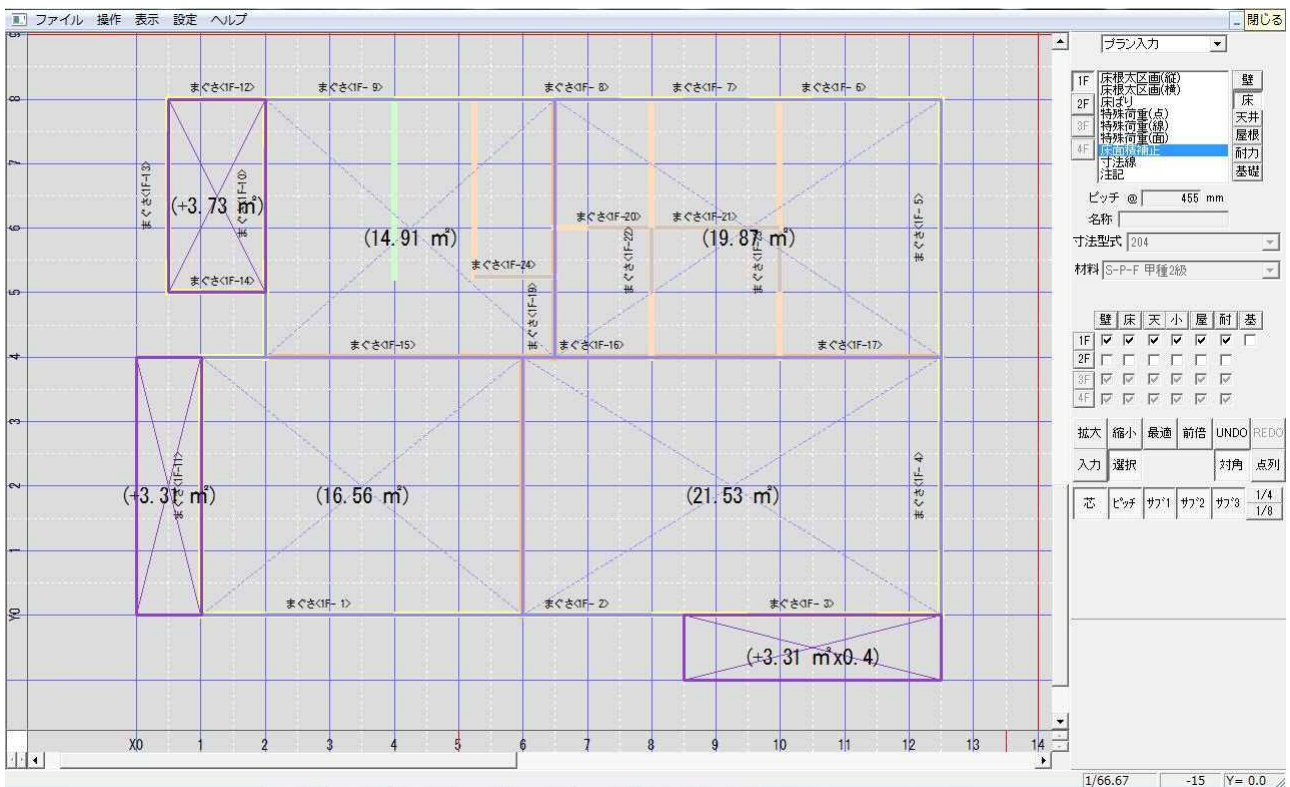 ファイル 操作 表示 設定 ヘルプ
閉じる
プラン入力
1F
2F
3F
4F
床根太区画(縦)
床根太区画(横)
床ばり
特殊荷重(点)
特殊荷重(線)
特殊荷重(面)
床面積補正
寸法線
注記
壁
床
天井
屋根
耐力
基礎
ピッチ @ 455 mm
名称
寸法型式 204
材料 S-P-F 甲種2級
壁 床 天 小 屋 耐 基
1F
2F
3F
4F
拡大 縮小 最適 前倍 UNDO REDO
入力 選択 対角 点列
芯 ピッチ サブ1 サブ2 サブ3 1/4 1/8
まぐさ<1F-12> まぐさ<1F- 9> まぐさ<1F- 8> まぐさ<1F- 7> まぐさ<1F- 6>
まぐさ<1F-13>
まぐさ<1F-10>
(+3.73 ㎡)
まぐさ<1F-14>
(14.91 ㎡)
まぐさ<1F-24>
まぐさ<1F-19>
まぐさ<1F-20> まぐさ<1F-21>
まぐさ<1F-22>
(19.87 ㎡)
まぐさ<1F- 5>
まぐさ<1F-15> まぐさ<1F-16> まぐさ<1F-17>
まぐさ<1F-11>
(+3.31 ㎡)
(16.56 ㎡)
(21.53 ㎡)
まぐさ<1F- 4>
まぐさ<1F- 1> まぐさ<1F- 2> まぐさ<1F- 3>
(+3.31 ㎡x0.4)
9
8
7
6
5
4
3
2
1
Y0
X0 1 2 3 4 5 6 7 8 9 10 11 12 13 14
1/66.67 -15 Y= 0.0